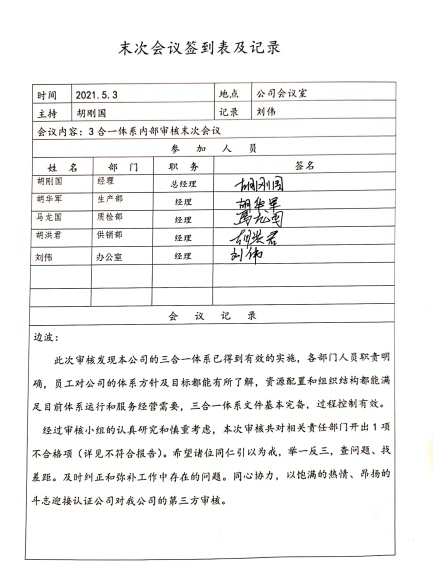 末次会议签到表及记录
时间 2021.5.3 地点 公司会议室
主持 胡刚国 记录 刘伟
会议内容：3合一体系内部审核末次会议
参 加 人 员
姓 名 部 门 职 务 签名
胡刚国 经理 总经理 胡刚国
胡华军 生产部 经理 胡华军
马龙国 质检部 经理 马龙国
胡洪君 供销部 经理 胡洪君
刘伟 办公室 经理 刘伟
会 议 记 录
边波：
此次审核发现本公司的三合一体系已得到有效的实施，各部门人员职责明
确，员工对公司的体系方针及目标都能有所了解，资源配置和组织结构都能满
足目前体系运行和服务经营需要，三合一体系文件基本完备，过程控制有效。
经过审核小组的认真研究和慎重考虑，本次审核共对相关责任部门开出 1 项
不合格项（详见不符合报告）。希望诸位同仁引以为戒，举一反三，查问题、找
差距。及时纠正和弥补工作中存在的问题。同心协力，以饱满的热情、昂扬的
斗志迎接认证公司对我公司的第三方审核。